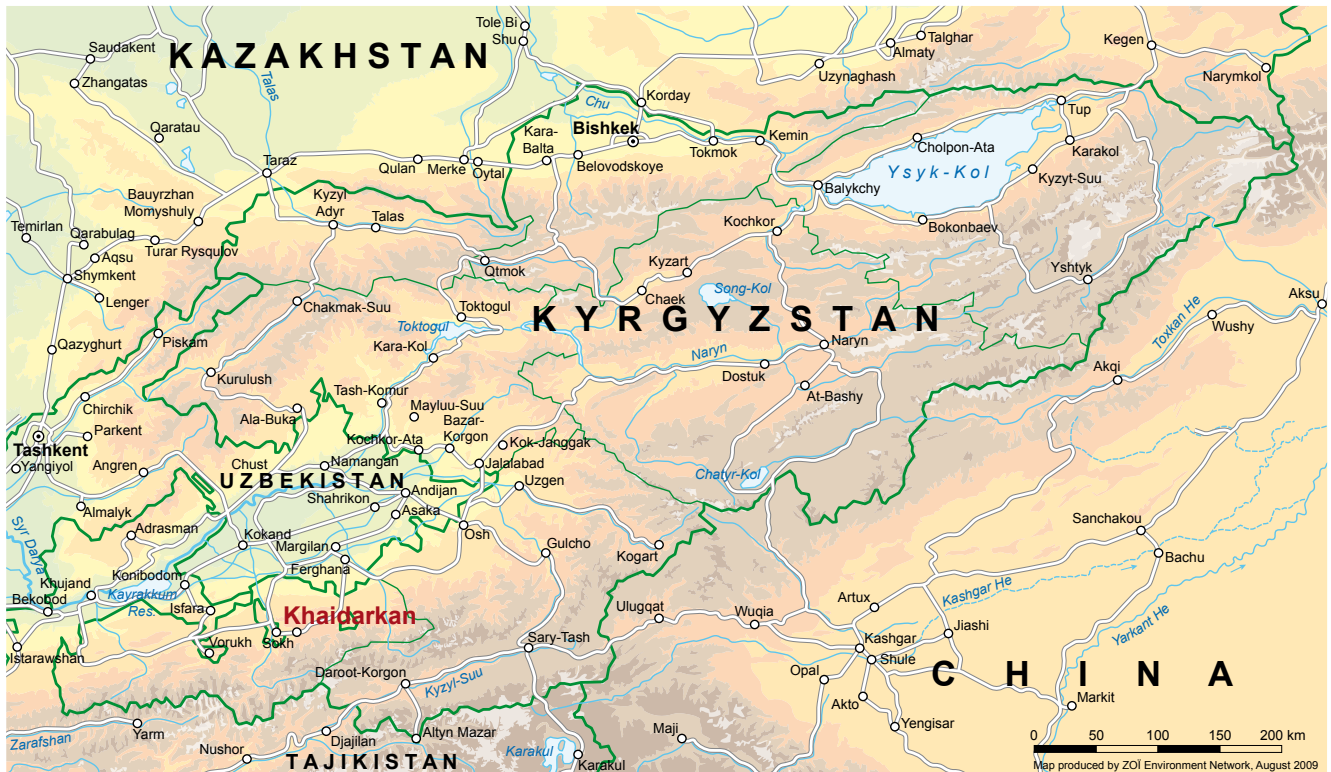 Tole Bi
Shu
Talghar
Almaty
Kegen
Saudakent
KAZAKHSTAN
Uzynaghash
Narymkol
Zhangatas
Talas
Korday
Chu
Tup
Qaratau
Kara-
Balta
Bishkek
Kemin
Cholpon-Ata
Tokmok
Karakol
Belovodskoye
Taraz
Qulan
Merke
Oytal
Ysyk-Kol
Kyzyt-Suu
Bauyrzhan
Momyshuly
Kyzyl
Adyr
Talas
Balykchy
Kochkor
Bokonbaev
Temirlan
Qarabulag
Turar Rysqulov
Aqsu
Shymkent
Qtmok
Kyzart
Yshtyk
Lenger
Chakmak-Suu
Toktogul
Chaek
Song-Kol
Aksu
KYRGYZSTAN
Toktogul
Toxkan He
Wushy
Piskam
Qazyghurt
Kara-Kol
Naryn
Naryn
Dostuk
Akqi
Kurulush
At-Bashy
Tash-Komur
Mayluu-Suu
Chirchik
Ala-Buka
Bazar-
Korgon
Parkent
Tashkent
Kochkor-Ata
Kok-Janggak
Yangiyol
Angren
Chust
Namangan
Jalalabad
Chatyr-Kol
UZBEKISTAN
Uzgen
Shahrikon
Andijan
Almalyk
Asaka
Syr Darya
Adrasman
Sanchakou
Kokand
Osh
Margilan
Gulcho
Kogart
Bachu
Ferghana
Khujand
Konibodom
Kayrakkum
Res.
Bekobod
Isfara
Kashgar He
Artux
Ulugqat
Wuqia
Khaidarkan
Yarkant He
Jiashi
Vorukh
Sokh
Sary-Tash
Kashgar
Istarawshan
Shule
Daroot-Korgon
Kyzyl-Suu
Opal
CHINA
Akto
Markit
Yengisar
Zarafshan
Yarm
Djajilan
Altyn Mazar
Maji
Nushor
Karakul
TAJIKISTAN
Karakul
0 50 100 150 200 km
Map produced by ZOÏ Environment Network, August 2009